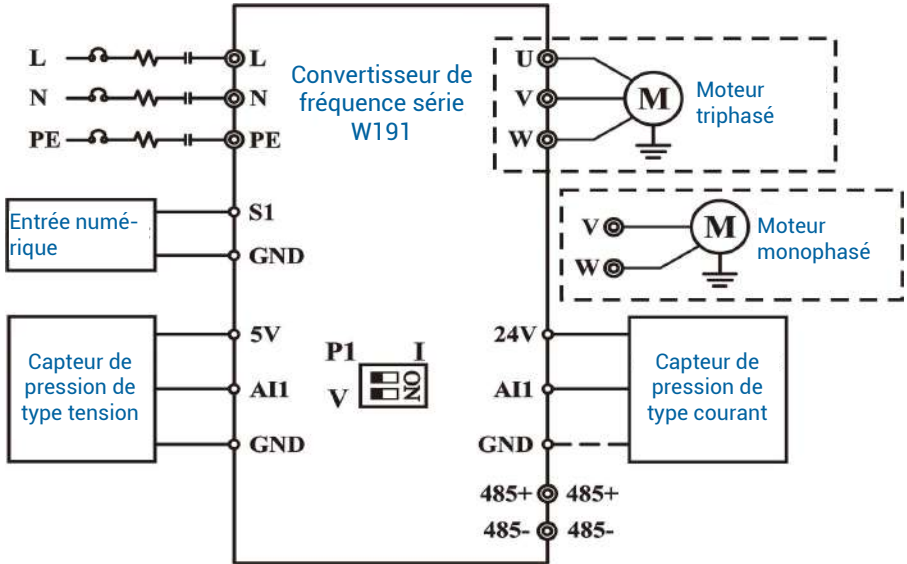 L
L
N
N
PE
PE
Convertisseur de
fréquence série
W191
U
V
W
M
Moteur
triphasé
Entrée numé-
rique
S1
GND
V
W
M
Moteur
monophasé
Capteur de
pression de
type tension
5V
AI1
GND
P1
I
V
ON
24V
AI1
GND
Capteur de
pression de
type courant
485+
485+
485-
485-